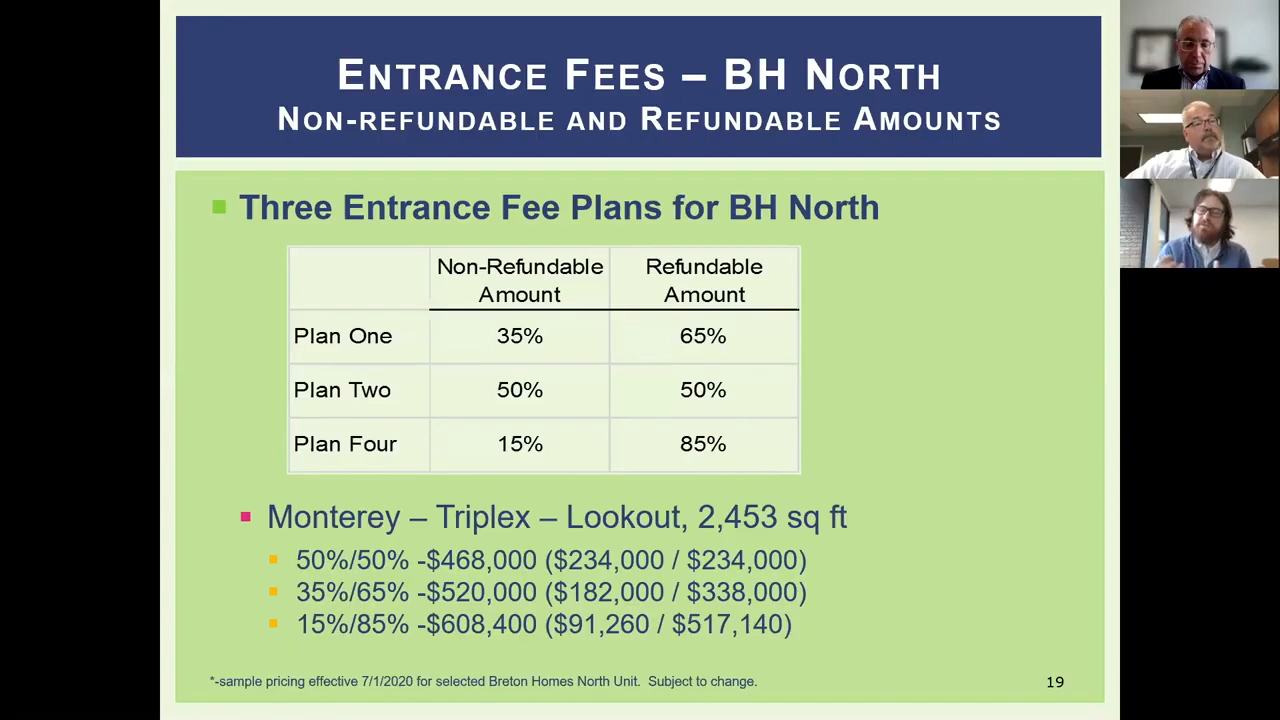 ENTRANCE FEES – BH NORTH
NON-REFUNDABLE AND REFUNDABLE AMOUNTS
Three Entrance Fee Plans for BH North
Non-Refundable Amount Refundable Amount
Plan One 35% 65%
Plan Two 50% 50%
Plan Four 15% 85%
Monterey – Triplex – Lookout, 2,453 sq ft
50%/50% -$468,000 ($234,000 / $234,000)
35%/65% -$520,000 ($182,000 / $338,000)
15%/85% -$608,400 ($91,260 / $517,140)
*-sample pricing effective 7/1/2020 for selected Breton Homes North Unit. Subject to change.
19